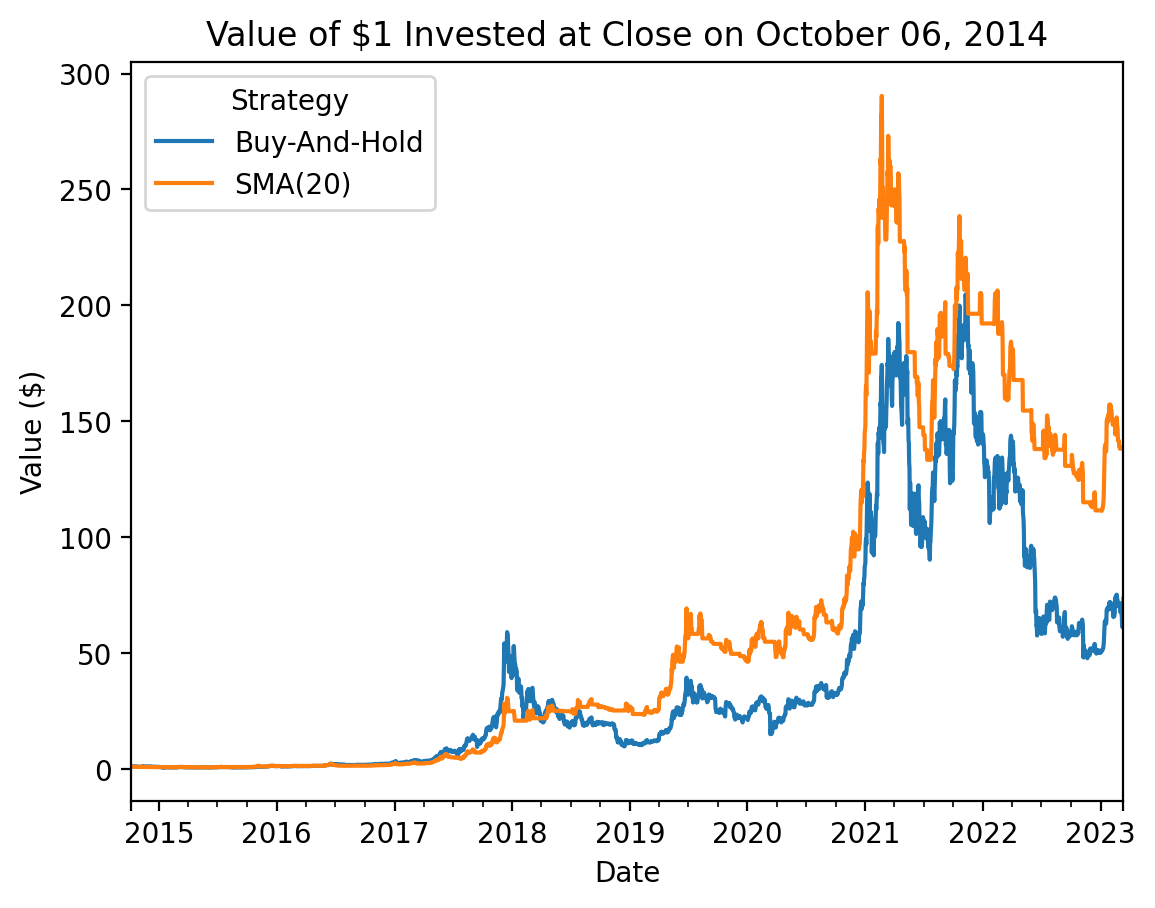 Value of $1 Invested at Close on October 06, 2014
300
250
200
150
100
50
0
Value ($)
Strategy
Buy-And-Hold
SMA(20)
2015 2016 2017 2018 2019 2020 2021 2022 2023
Date